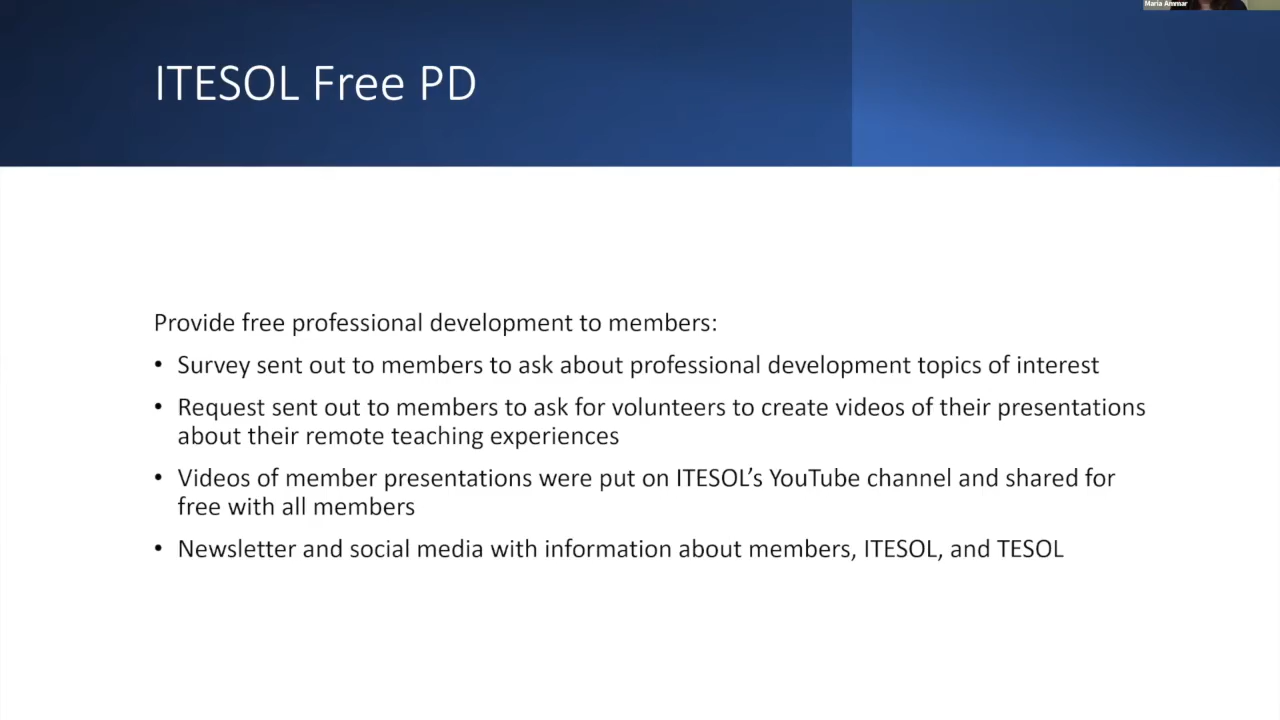 Maria Ammar
ITESOL Free PD
Provide free professional development to members:
• Survey sent out to members to ask about professional development topics of interest
• Request sent out to members to ask for volunteers to create videos of their presentations
about their remote teaching experiences
• Videos of member presentations were put on ITESOL’s YouTube channel and shared for
free with all members
• Newsletter and social media with information about members, ITESOL, and TESOL